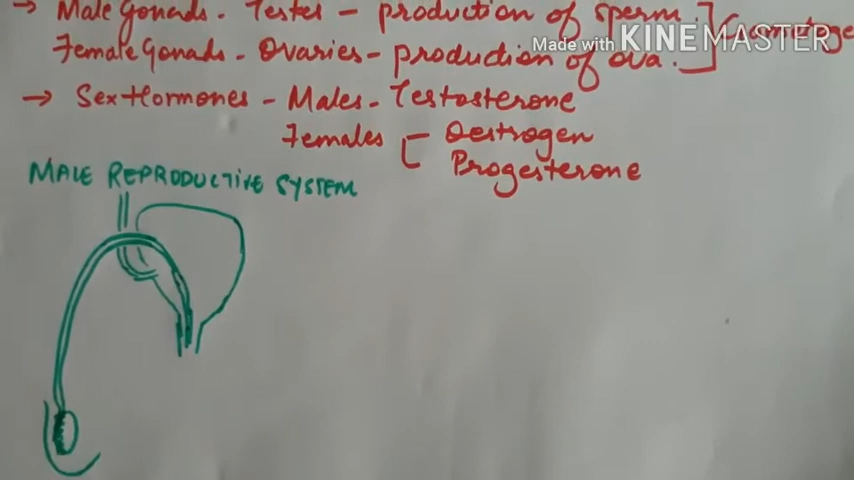 → Male Gonads - Testes - production of sperm.
Female Gonads - Ovaries - production of ova.
Made with KINEMASTER
→ Sex Hormones - Males - Testosterone
Females Oestrogen
Progesterone
MALE REPRODUCTIVE SYSTEM